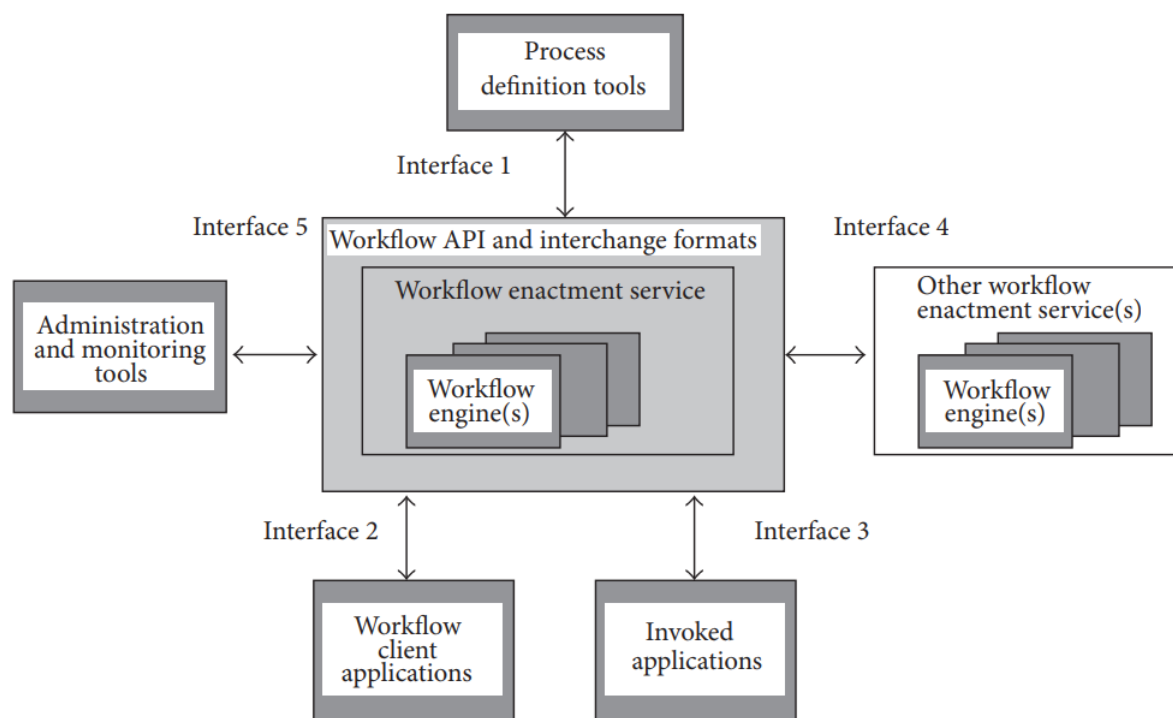 Process
definition tools
Interface 1
Interface 5
Workflow API and interchange formats
Interface 4
Workflow enactment service
Other workflow
enactment service(s)
Administration
and monitoring
tools
Workflow
engine(s)
Workflow
engine(s)
Interface 2
Interface 3
Workflow
client
applications
Invoked
applications